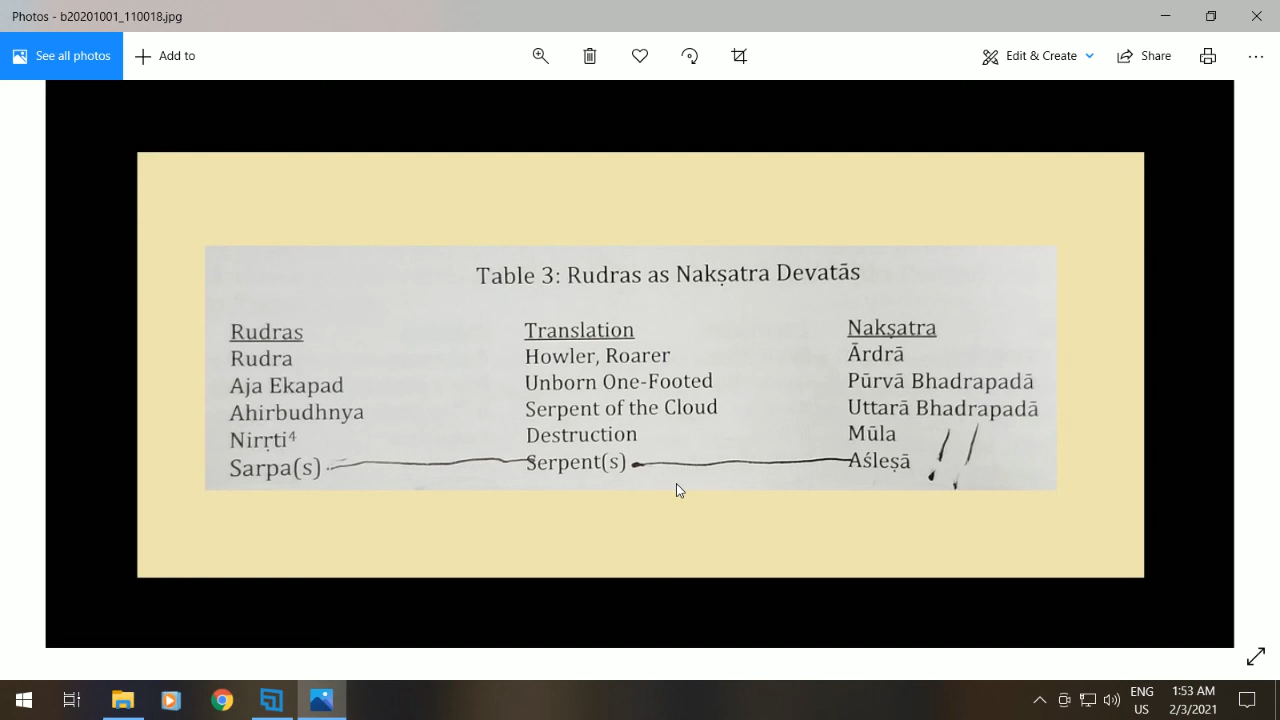 Photos - b20201001_110018.jpg
See all photos
Add to
Edit & Create
Share
Table 3: Rudras as Nakṣatra Devatās
Rudras Translation Nakṣatra
Rudra Howler, Roarer Ārdrā
Aja Ekapad Unborn One-Footed Pūrvā Bhadrapadā
Ahirbudhnya Serpent of the Cloud Uttarā Bhadrapadā
Nirṛti⁴ Destruction Mūla
Sarpa(s) Serpent(s) Aśleṣā !!
ENG 1:53 AM
US 2/3/2021